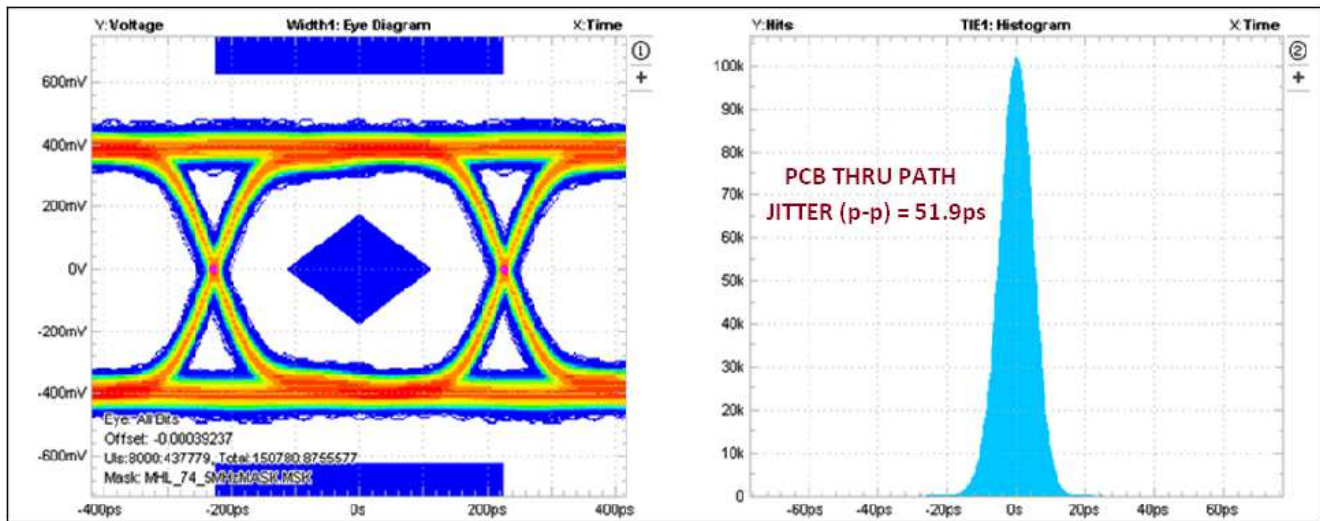 Y:Voltage Width1: Eye Diagram X:Time
①
+
600mV
400mV
200mV
0V
-200mV
-400mV
-600mV
Eye: All Bits
Offset: -0.00039237
UIs:8000:437779, Total:150780:8755577
Mask: MHL_74_5MHzMASK.MSK
-400ps -200ps 0s 200ps 400ps
Y:Hits TIE1: Histogram X:Time
②
+
100k
90k
80k
70k
60k
50k
40k
30k
20k
10k
0
PCB THRU PATH
JITTER (p-p) = 51.9ps
-60ps -40ps -20ps 0s 20ps 40ps 60ps